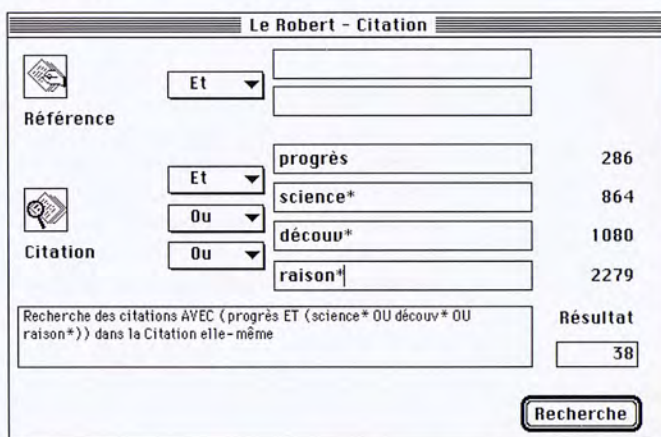 Le Robert - Citation
Et
Référence
progrès 286
Et
science* 864
Ou
découv* 1080
Citation
Ou
raison* 2279
Recherche des citations AVEC (progrès ET (science* OU découv* OU
raison*)) dans la Citation elle-même
Résultat
38
Recherche